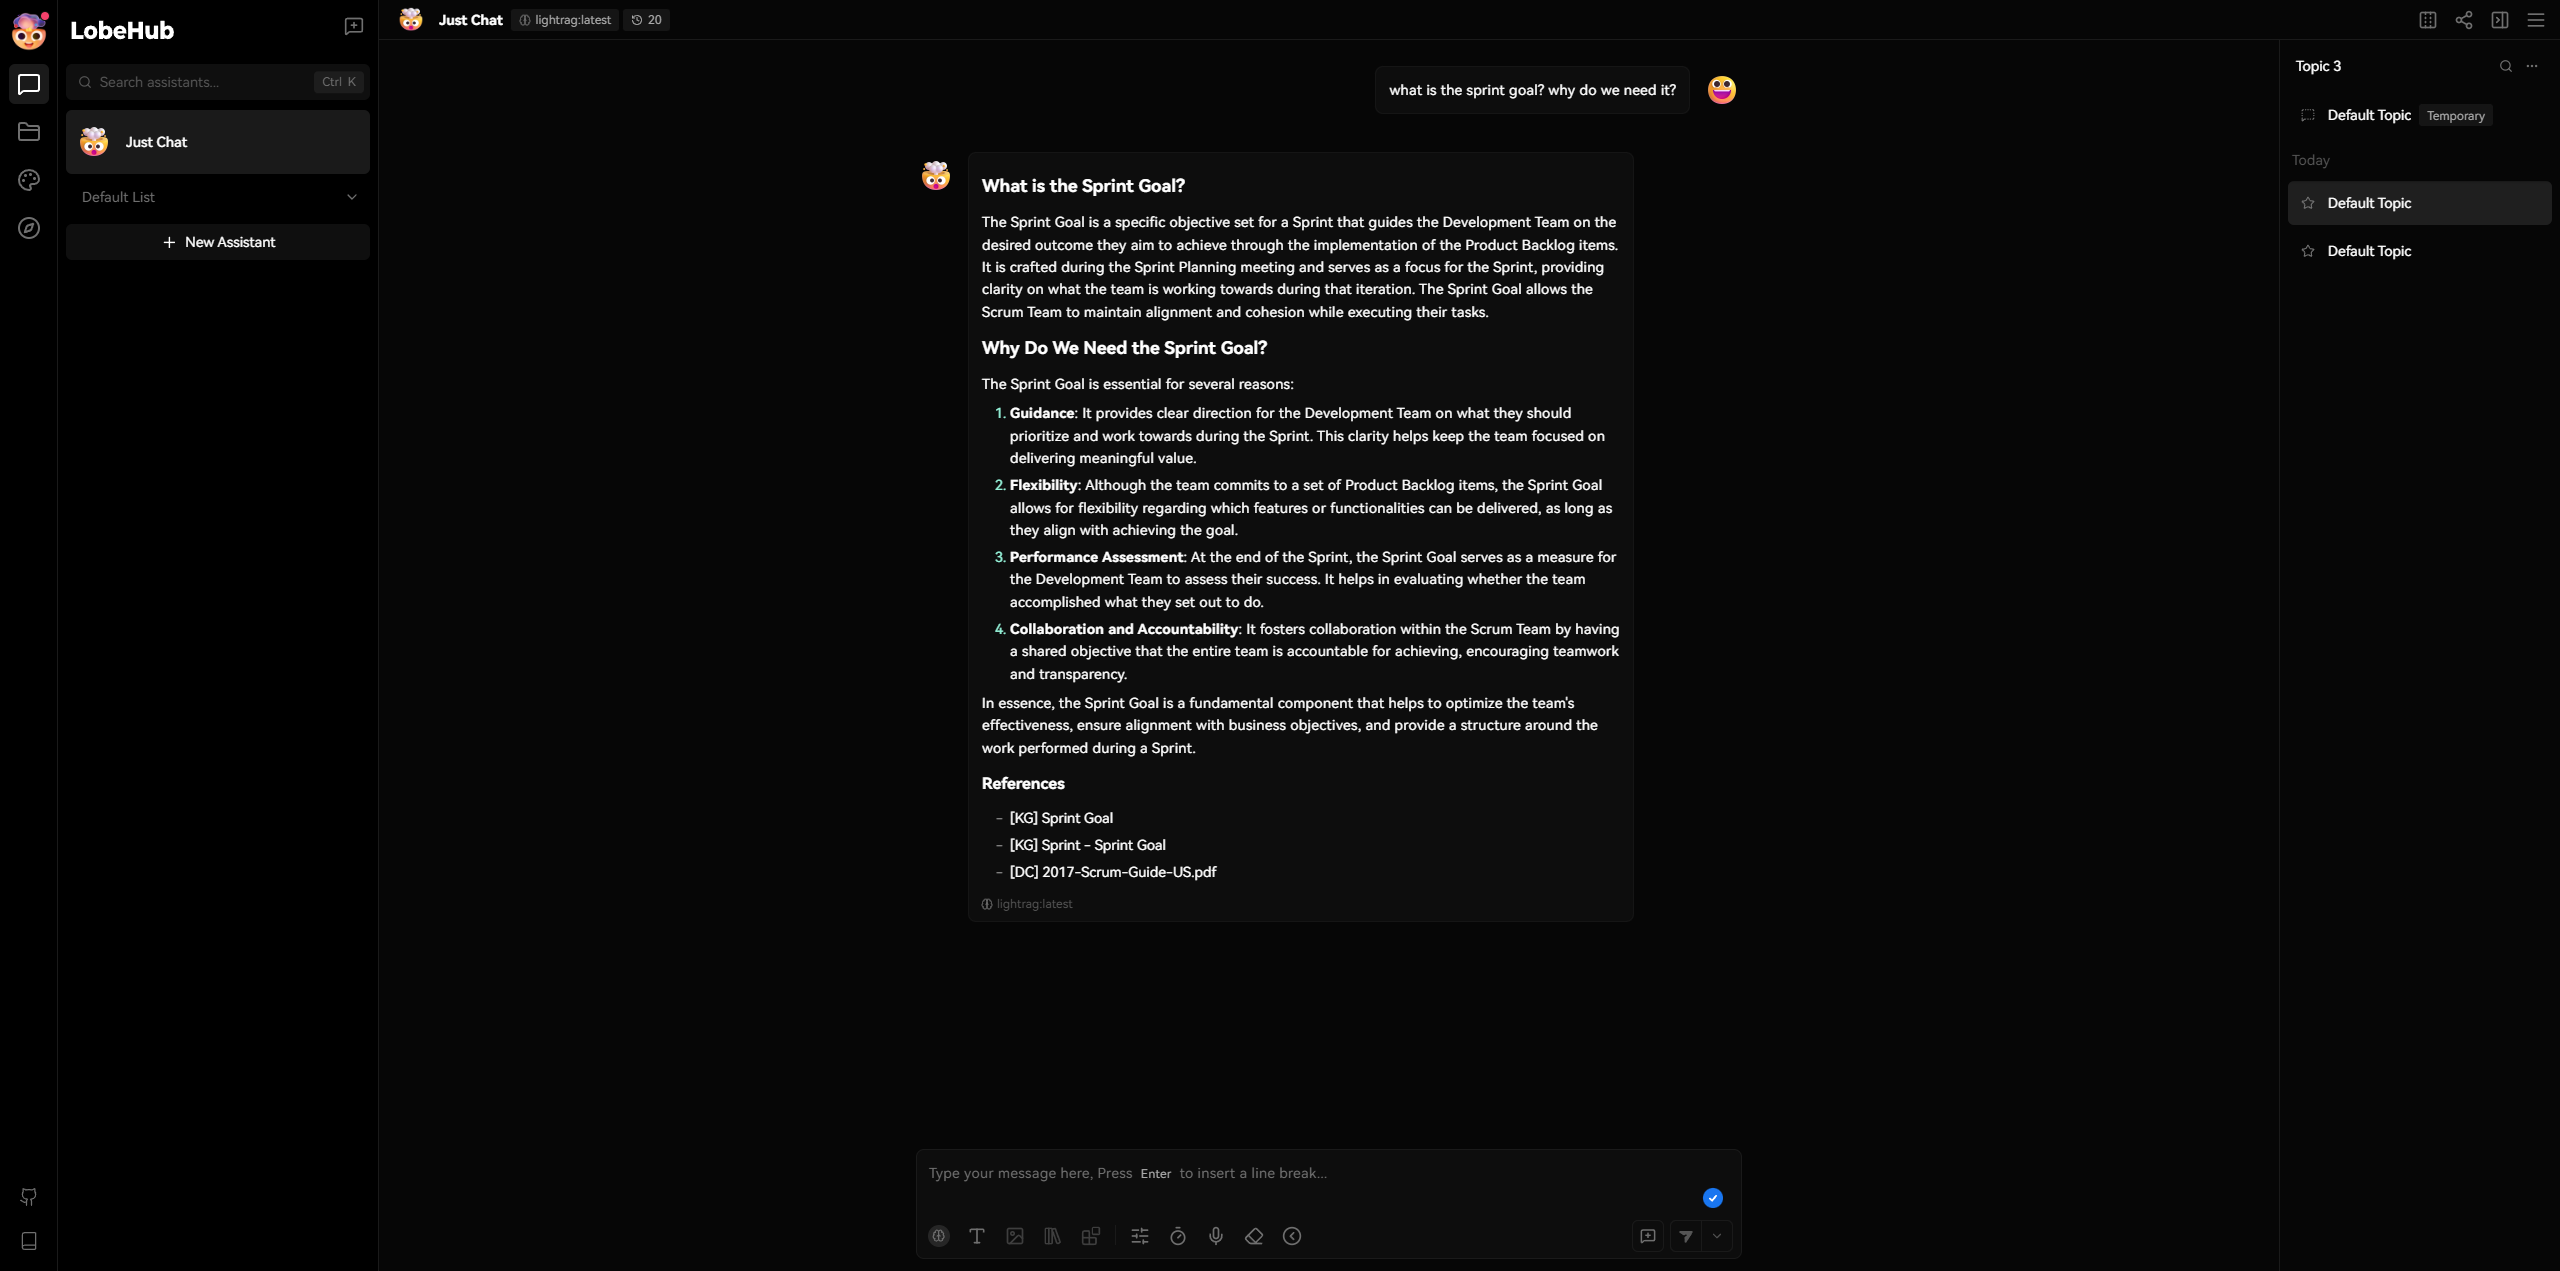 LobeHub
Search assistants...
Ctrl K
Just Chat
Default List
New Assistant
Just Chat
lightrag:latest
20
what is the sprint goal? why do we need it?
What is the Sprint Goal?
The Sprint Goal is a specific objective set for a Sprint that guides the Development Team on the
desired outcome they aim to achieve through the implementation of the Product Backlog items.
It is crafted during the Sprint Planning meeting and serves as a focus for the Sprint, providing
clarity on what the team is working towards during that iteration. The Sprint Goal allows the
Scrum Team to maintain alignment and cohesion while executing their tasks.
Why Do We Need the Sprint Goal?
The Sprint Goal is essential for several reasons:
1. Guidance: It provides clear direction for the Development Team on what they should
prioritize and work towards during the Sprint. This clarity helps keep the team focused on
delivering meaningful value.
2. Flexibility: Although the team commits to a set of Product Backlog items, the Sprint Goal
allows for flexibility regarding which features or functionalities can be delivered, as long as
they align with achieving the goal.
3. Performance Assessment: At the end of the Sprint, the Sprint Goal serves as a measure for
the Development Team to assess their success. It helps in evaluating whether the team
accomplished what they set out to do.
4. Collaboration and Accountability: It fosters collaboration within the Scrum Team by having
a shared objective that the entire team is accountable for achieving, encouraging teamwork
and transparency.
In essence, the Sprint Goal is a fundamental component that helps to optimize the team's
effectiveness, ensure alignment with business objectives, and provide a structure around the
work performed during a Sprint.
References
- [KG] Sprint Goal
- [KG] Sprint - Sprint Goal
- [DC] 2017-Scrum-Guide-US.pdf
lightrag:latest
Type your message here, Press Enter to insert a line break...
Topic 3
Default Topic Temporary
Today
Default Topic
Default Topic